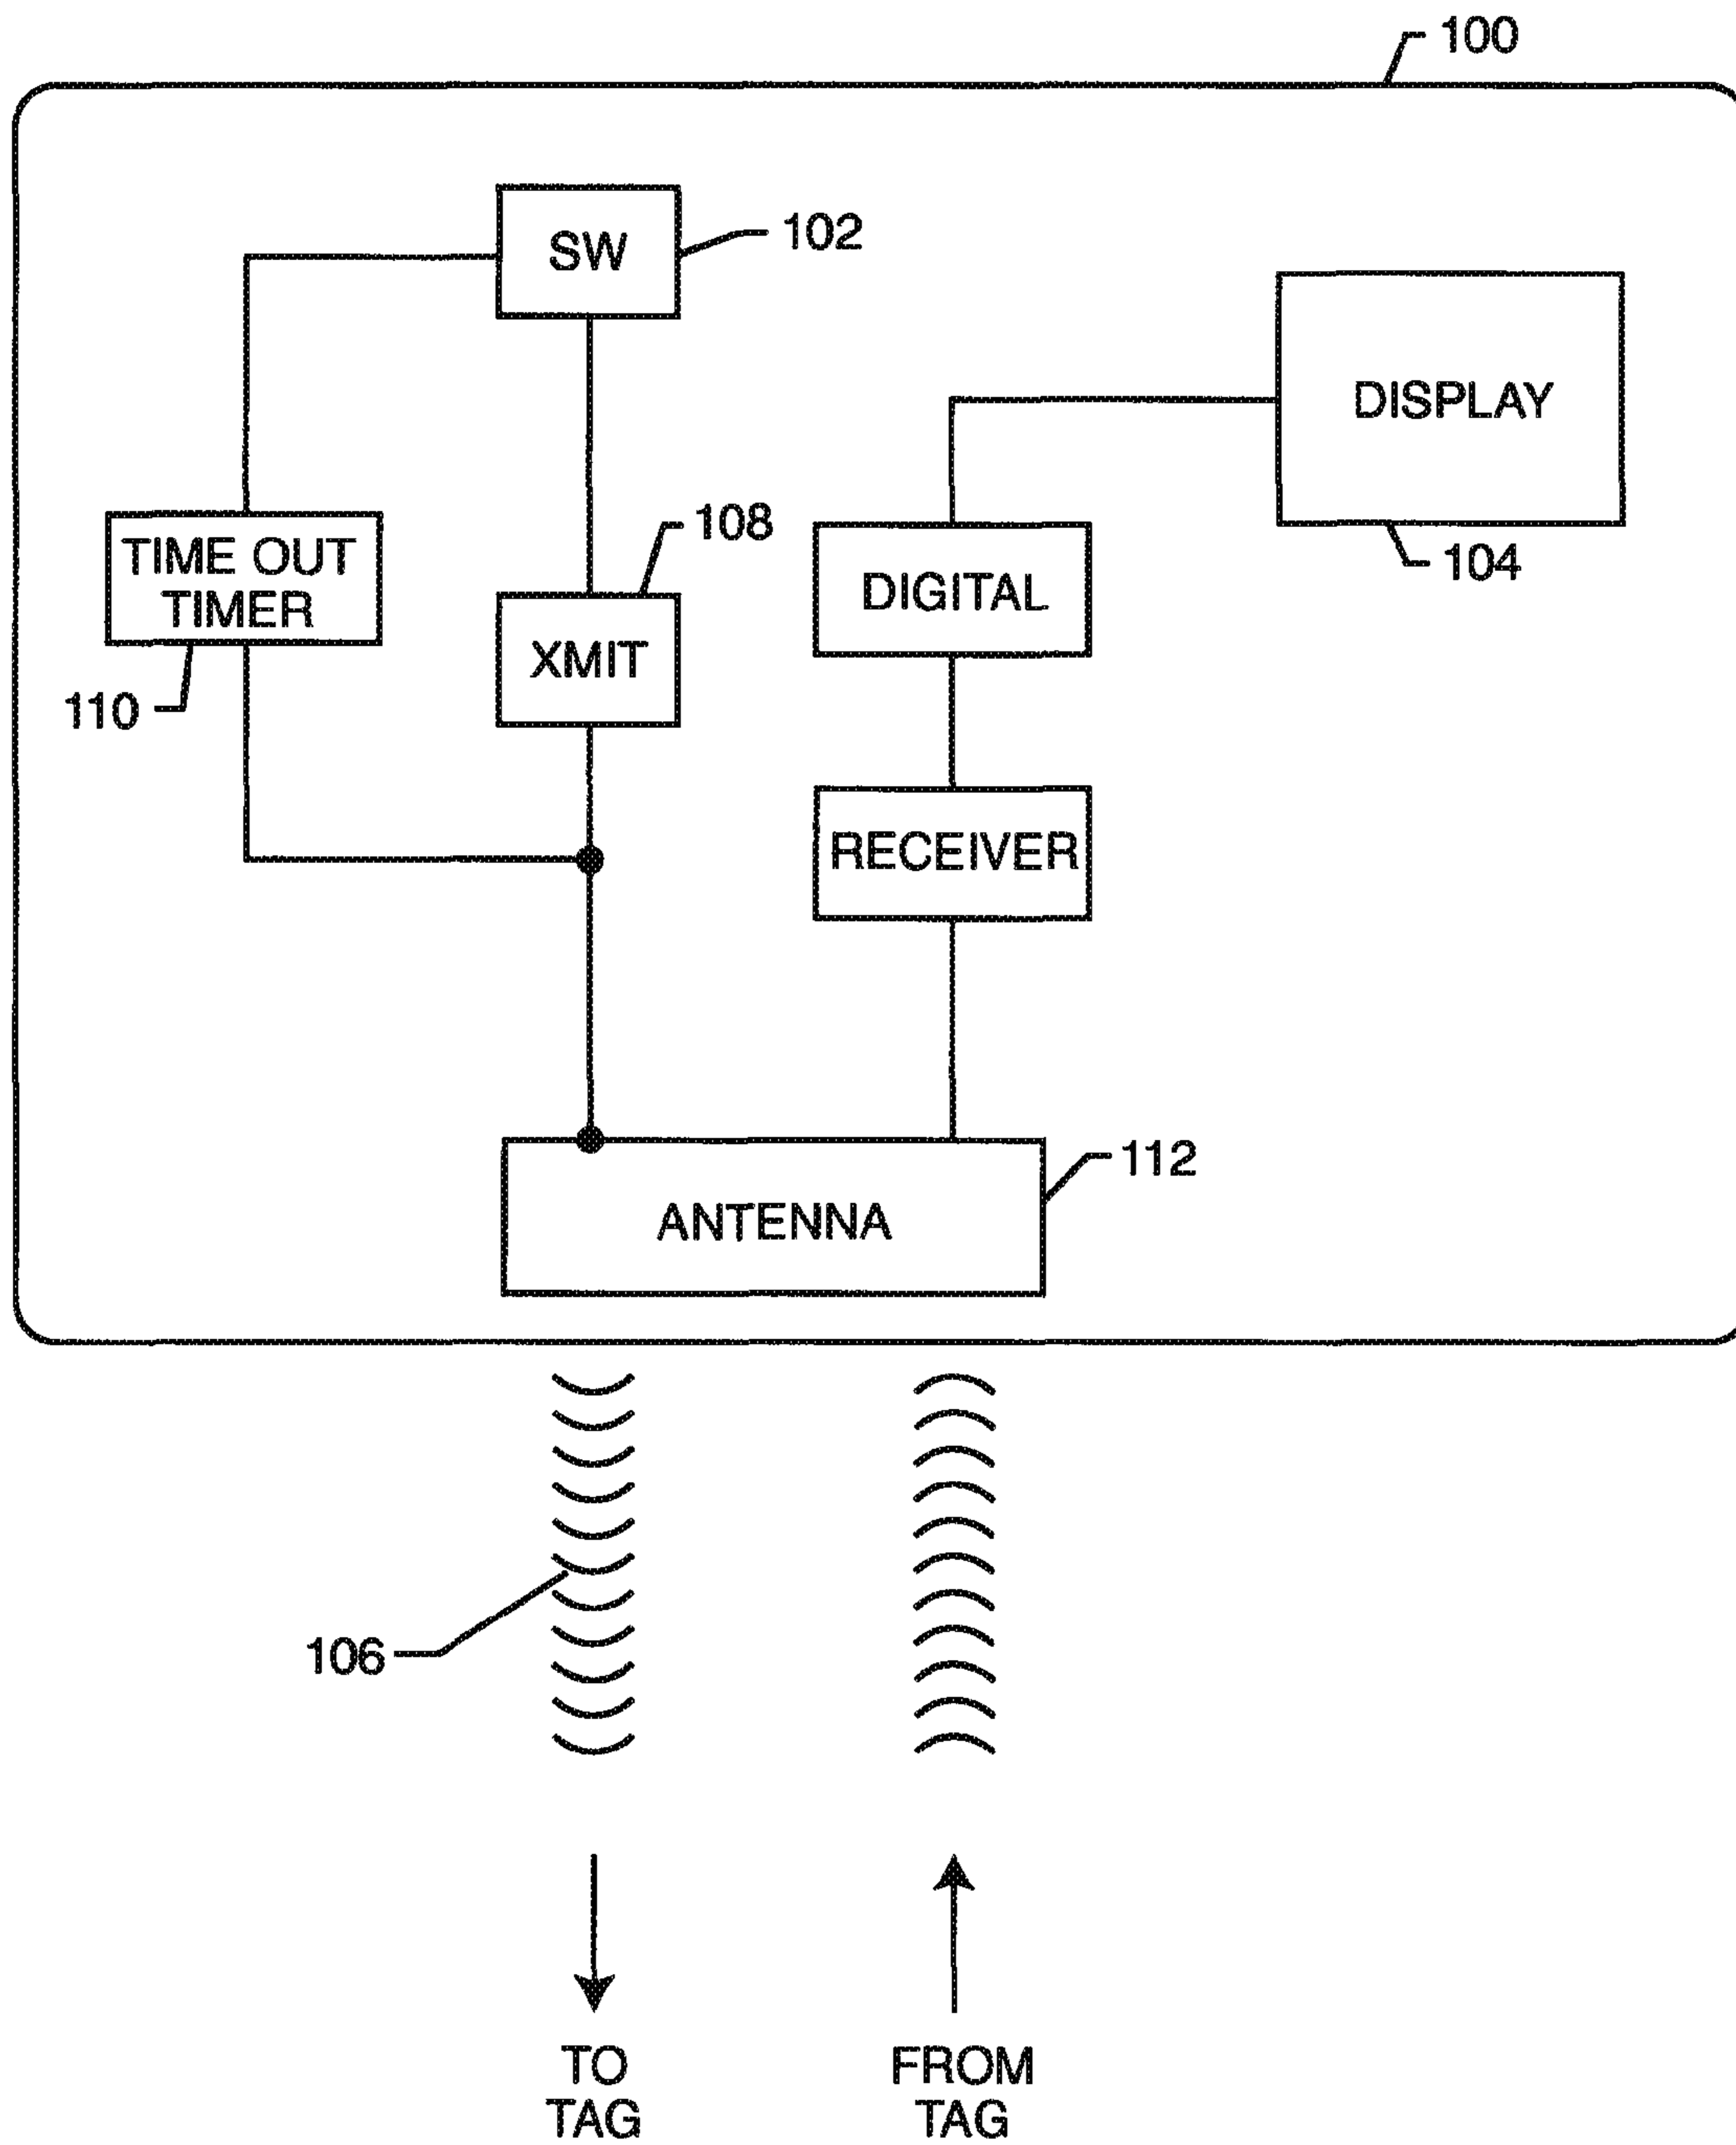 100
SW
102
DISPLAY
104
TIME OUT
TIMER
110
108
XMIT
DIGITAL
RECEIVER
ANTENNA
112
106
TO
TAG
FROM
TAG